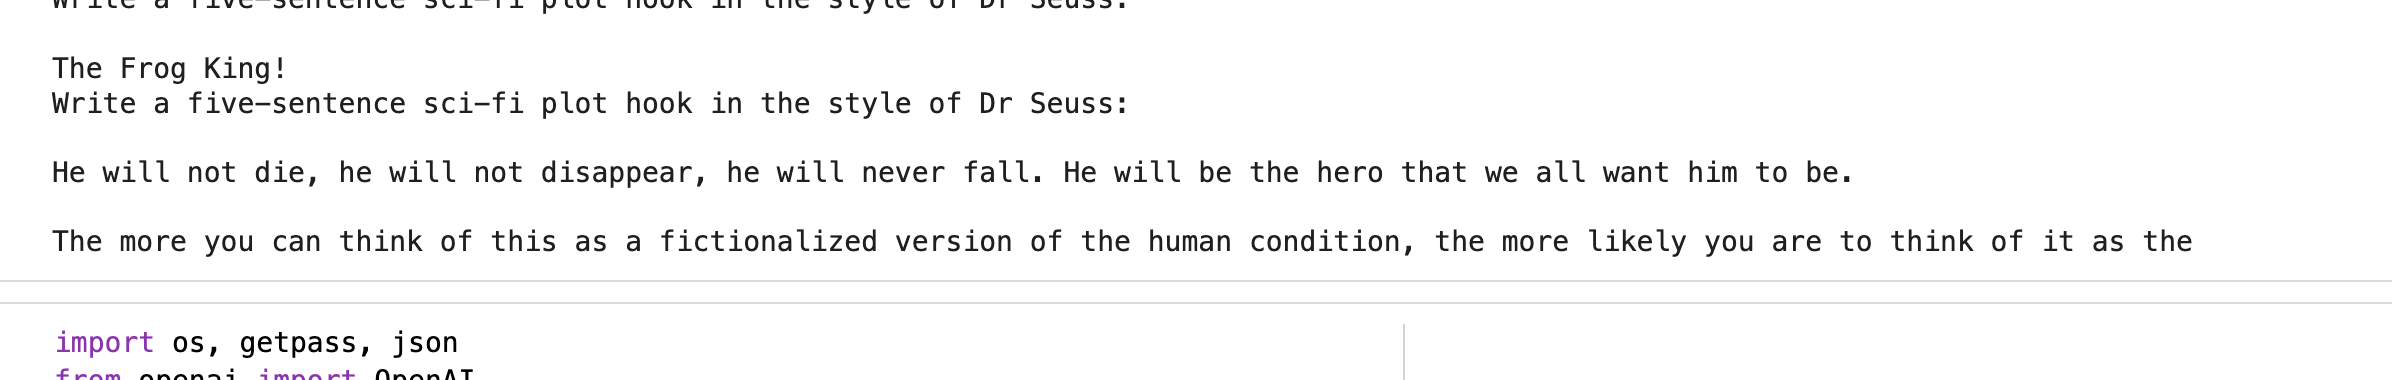 Write a five-sentence sci-fi plot hook in the style of Dr Seuss:
The Frog King!
Write a five-sentence sci-fi plot hook in the style of Dr Seuss:
He will not die, he will not disappear, he will never fall. He will be the hero that we all want him to be.
The more you can think of this as a fictionalized version of the human condition, the more likely you are to think of it as the
import os, getpass, json
from openai import OpenAI